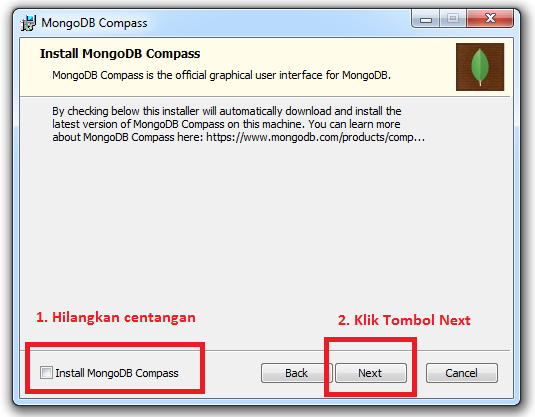 MongoDB Compass
Install MongoDB Compass
MongoDB Compass is the official graphical user interface for MongoDB.
By checking below this installer will automatically download and install the
latest version of MongoDB Compass on this machine. You can learn more
about MongoDB Compass here: https://www.mongodb.com/products/comp...
1. Hilangkan centangan
2. Klik Tombol Next
Install MongoDB Compass
Back
Next
Cancel